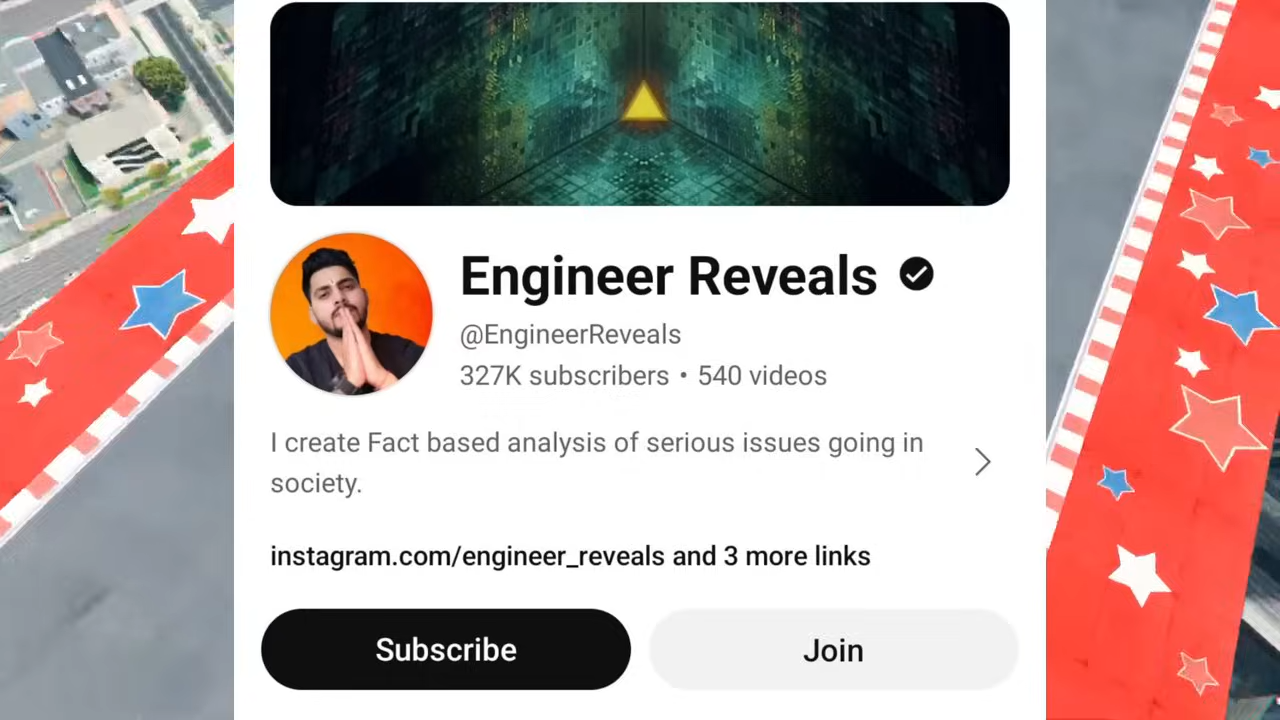 Engineer Reveals
@EngineerReveals
327K subscribers • 540 videos
I create Fact based analysis of serious issues going in
society.
instagram.com/engineer_reveals and 3 more links
Subscribe
Join